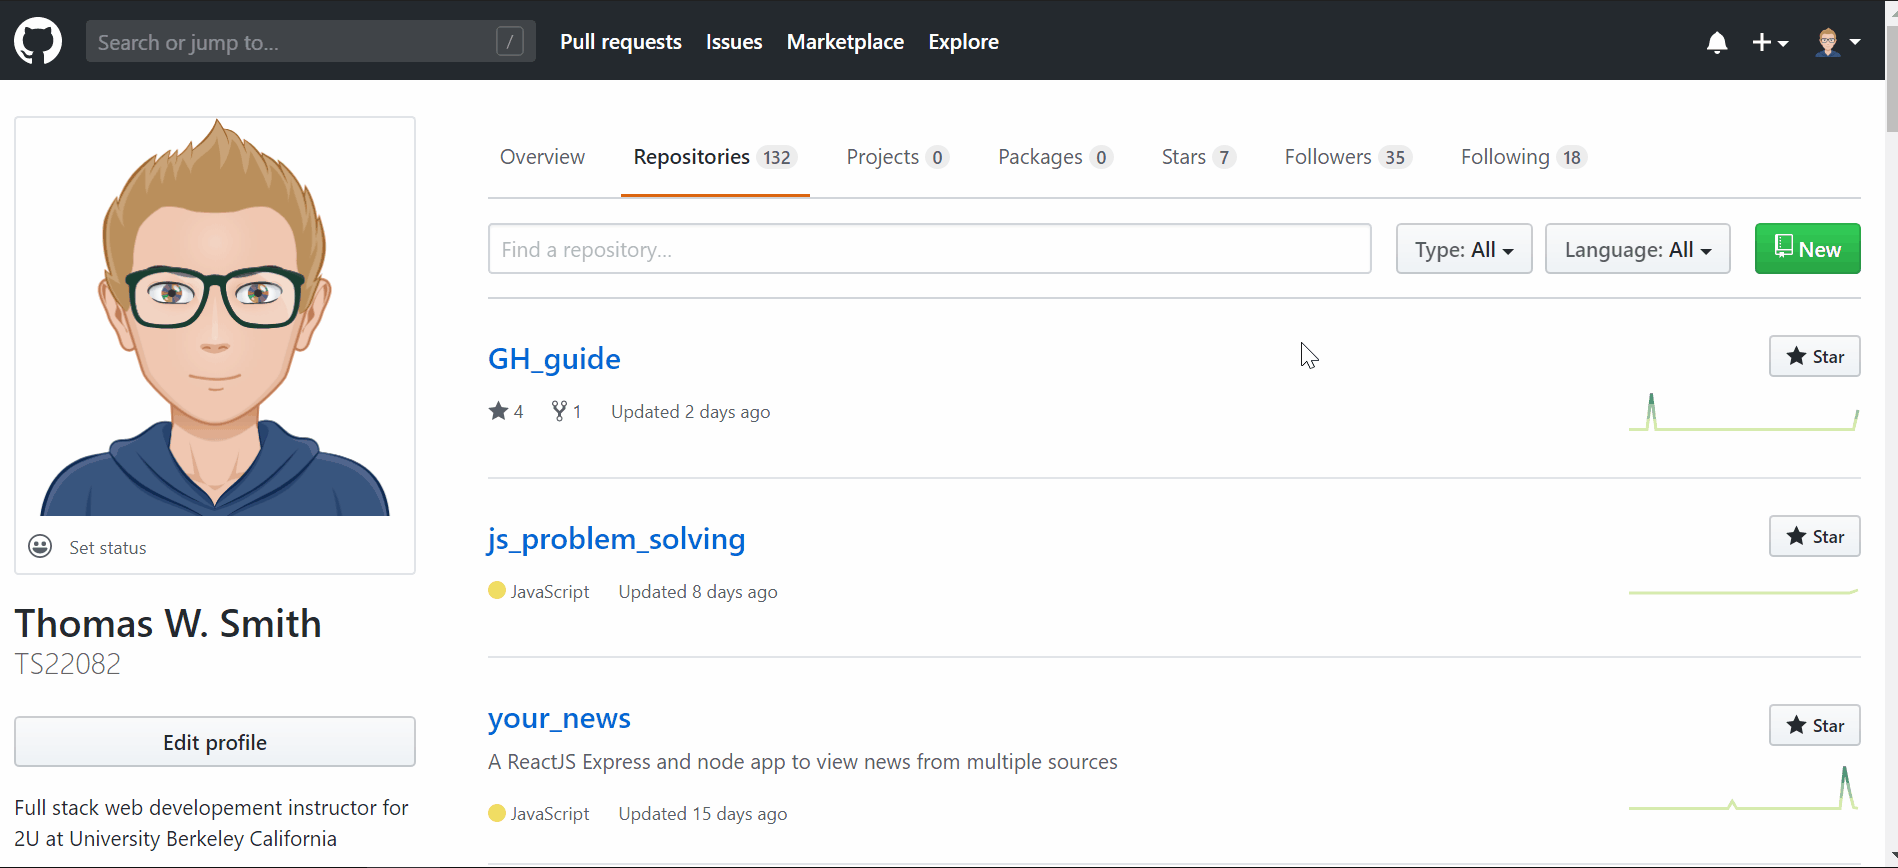 Search or jump to... / Pull requests Issues Marketplace Explore
Overview Repositories 132 Projects 0 Packages 0 Stars 7 Followers 35 Following 18
Find a repository... Type: All Language: All New
GH_guide Star
4 1 Updated 2 days ago
js_problem_solving Star
JavaScript Updated 8 days ago
your_news Star
A ReactJS Express and node app to view news from multiple sources
JavaScript Updated 15 days ago
Set status
Thomas W. Smith
TS22082
Edit profile
Full stack web developement instructor for
2U at University Berkeley California